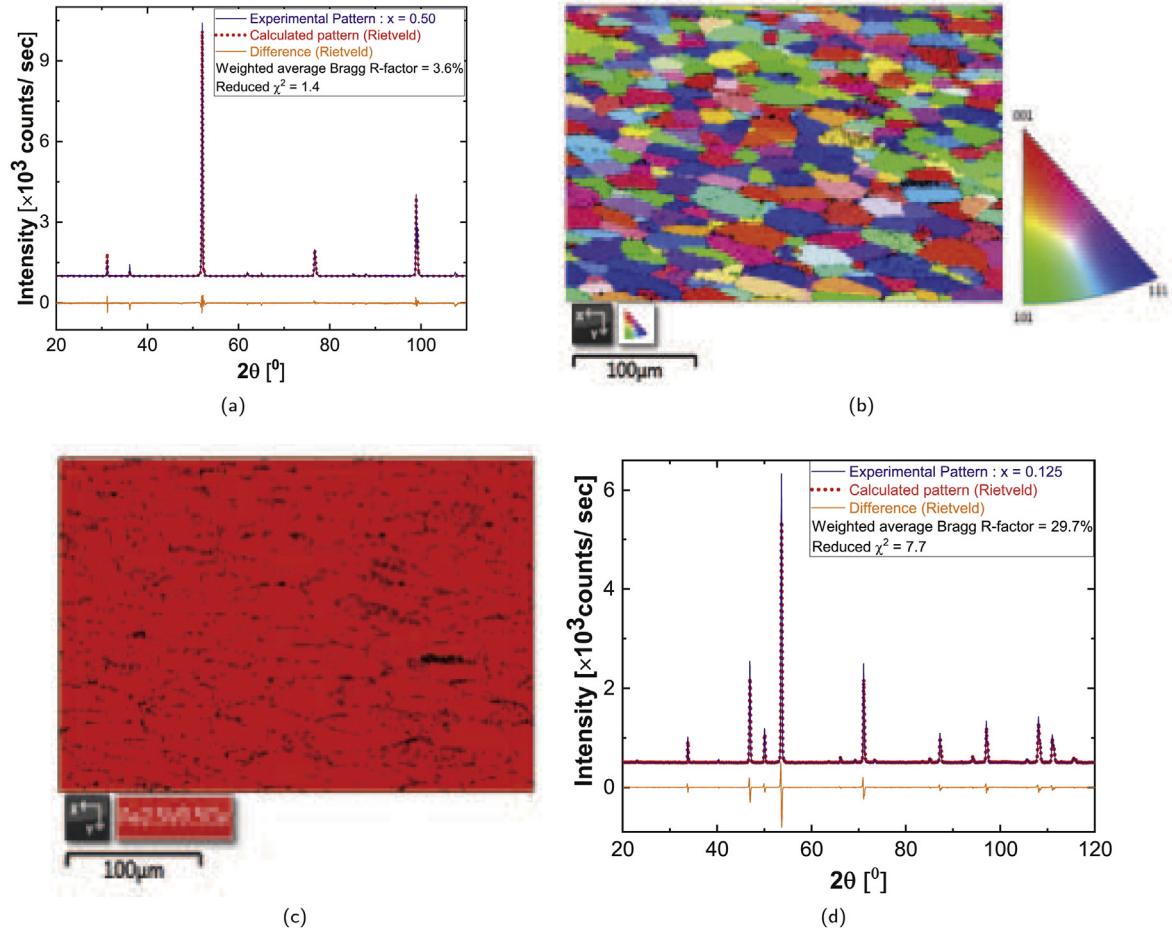 Experimental Pattern : x = 0.50
Calculated pattern (Rietveld)
Difference (Rietveld)
Weighted average Bragg R-factor = 3.6%
Reduced χ² = 1.4
Intensity [×10³ counts/ sec]
9
6
3
0
20 40 60 80 100
2θ [⁰]
(a)
001
101
111
X
Y
100μm
(b)
X
Y
100μm
(c)
Experimental Pattern : x = 0.125
Calculated pattern (Rietveld)
Difference (Rietveld)
Weighted average Bragg R-factor = 29.7%
Reduced χ² = 7.7
Intensity [×10³counts/ sec]
6
4
2
0
20 40 60 80 100 120
2θ [⁰]
(d)